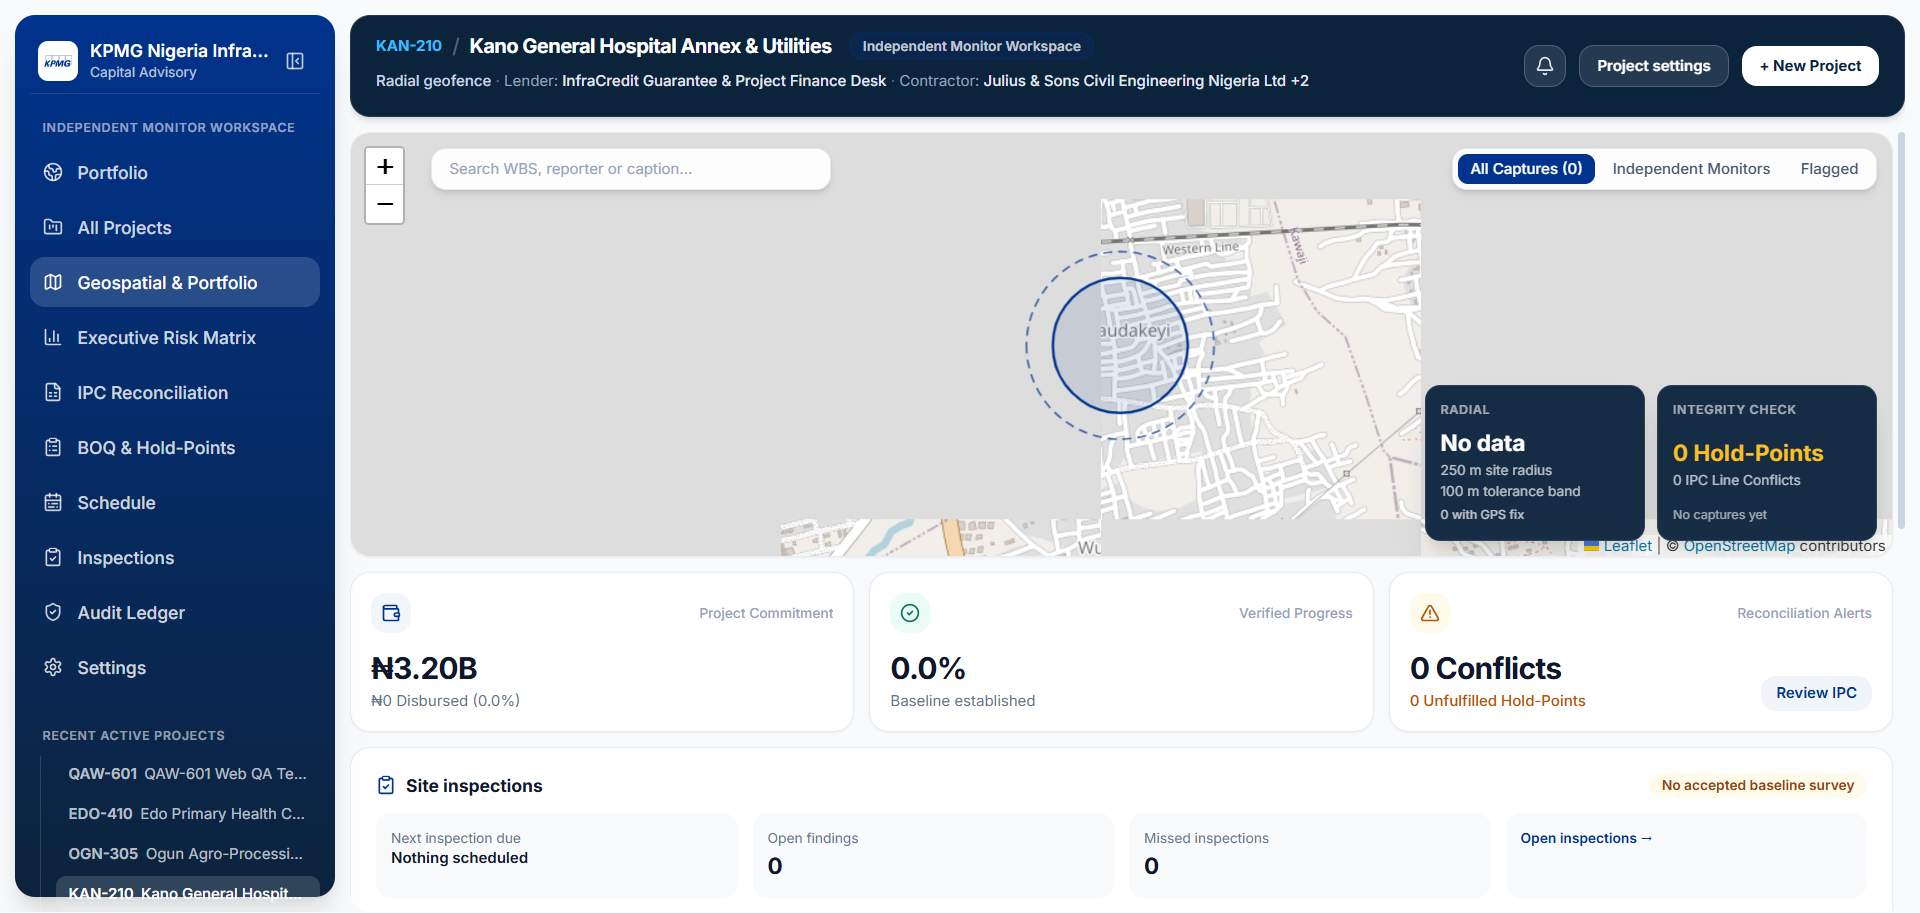 KPMG
KPMG Nigeria Infra...
Capital Advisory
INDEPENDENT MONITOR WORKSPACE
Portfolio
All Projects
Geospatial & Portfolio
Executive Risk Matrix
IPC Reconciliation
BOQ & Hold-Points
Schedule
Inspections
Audit Ledger
Settings
RECENT ACTIVE PROJECTS
QAW-601 QAW-601 Web QA Te...
EDO-410 Edo Primary Health C...
OGN-305 Ogun Agro-Processi...
KAN-210 Kano General Hospit...
KAN-210 / Kano General Hospital Annex & Utilities Independent Monitor Workspace
Radial geofence · Lender: InfraCredit Guarantee & Project Finance Desk · Contractor: Julius & Sons Civil Engineering Nigeria Ltd +2
Project settings
+ New Project
+
−
Search WBS, reporter or caption...
All Captures (0) Independent Monitors Flagged
Western Line
Kawaji
audakeyi
Wu
RADIAL
No data
250 m site radius
100 m tolerance band
0 with GPS fix
INTEGRITY CHECK
0 Hold-Points
0 IPC Line Conflicts
No captures yet
Leaflet | © OpenStreetMap contributors
Project Commitment
₦3.20B
₦0 Disbursed (0.0%)
Verified Progress
0.0%
Baseline established
Reconciliation Alerts
0 Conflicts
0 Unfulfilled Hold-Points
Review IPC
Site inspections
No accepted baseline survey
Next inspection due
Nothing scheduled
Open findings
0
Missed inspections
0
Open inspections →